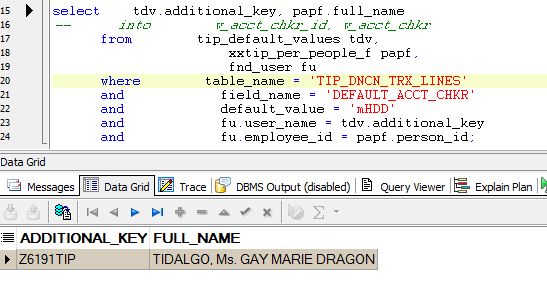 15 select tdv.additional_key, papf.full_name
16 -- into v_acct_chkr_id, v_acct_chkr
17 from tip_default_values tdv,
18 xxtip_per_people_f papf,
19 fnd_user fu
20 where table_name = 'TIP_DNCN_TRX_LINES'
21 and field_name = 'DEFAULT_ACCT_CHKR'
22 and default_value = 'mHDD'
23 and fu.user_name = tdv.additional_key
24 and fu.employee_id = papf.person_id;
Data Grid
Messages Data Grid Trace DBMS Output (disabled) Query Viewer Explain Plan
ADDITIONAL_KEY FULL_NAME
Z6191TIP TIDALGO, Ms. GAY MARIE DRAGON